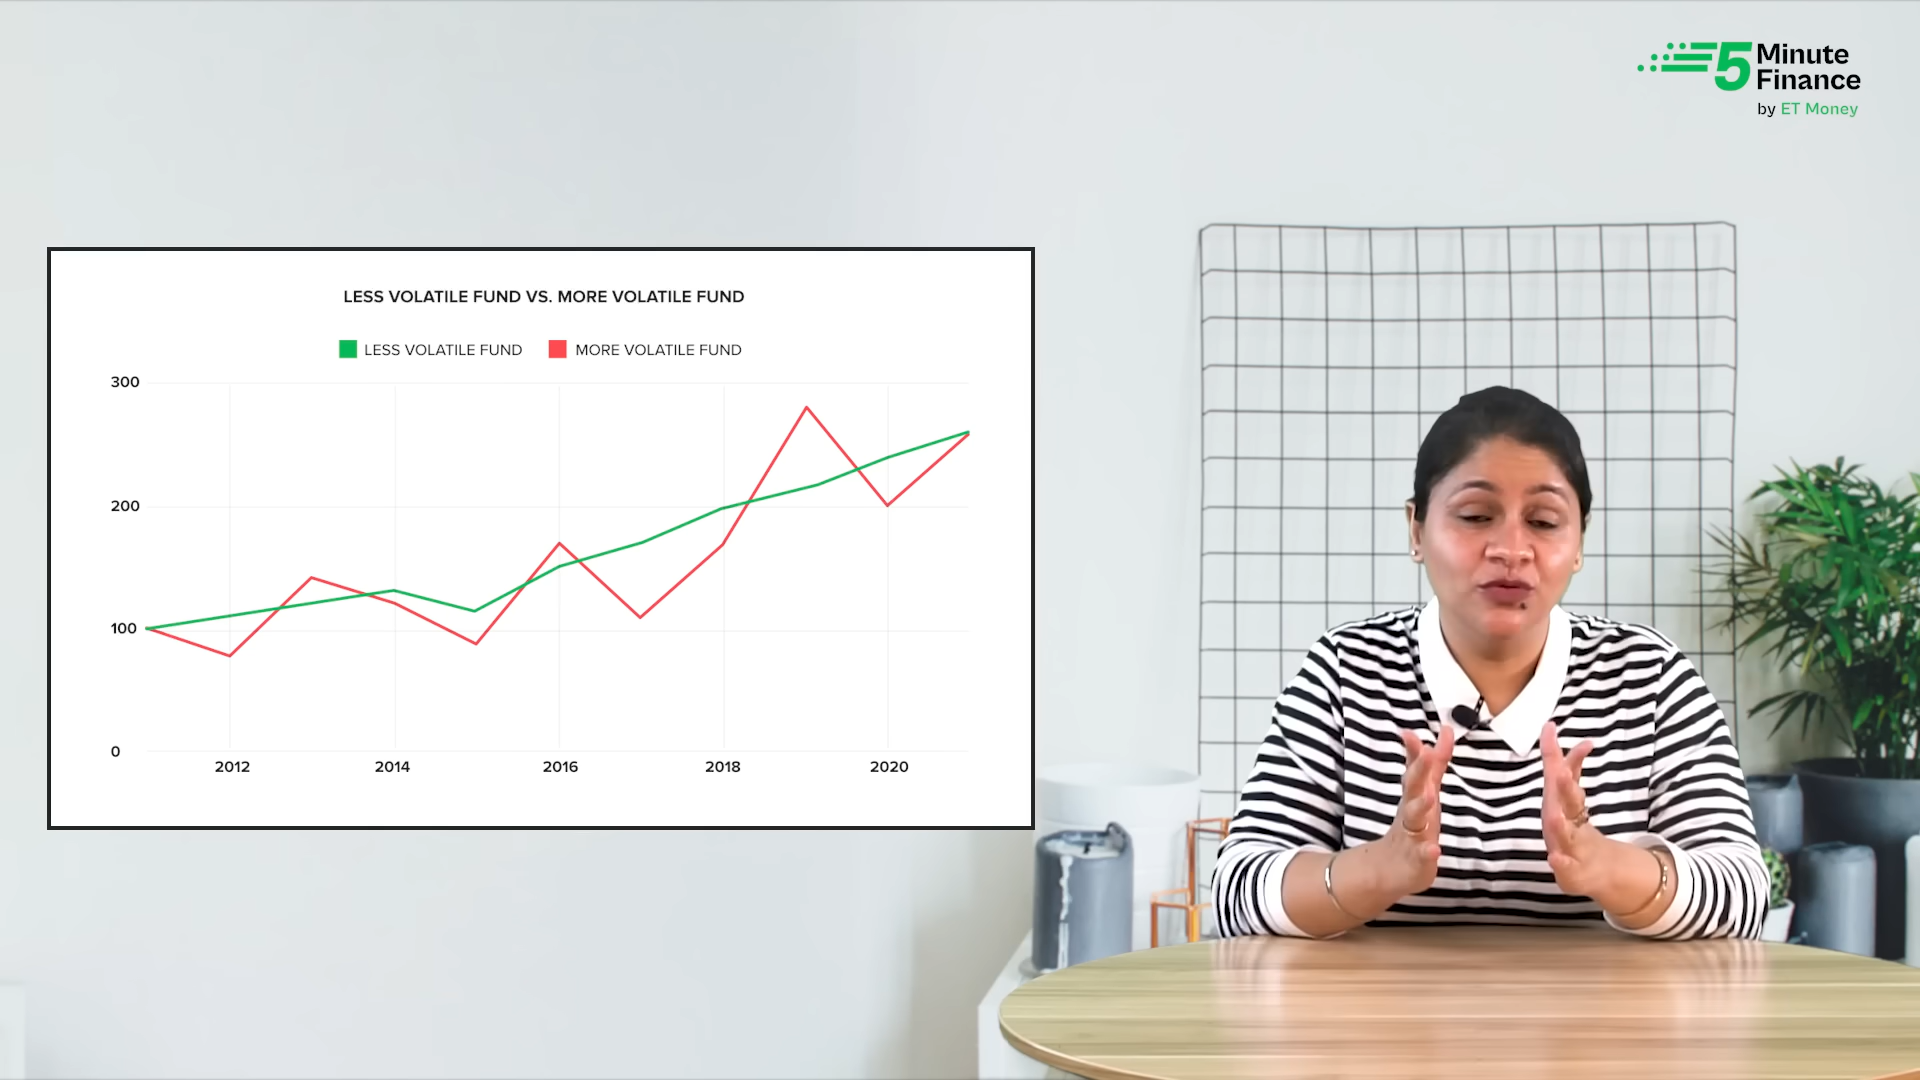 5 Minute
Finance
by ET Money
LESS VOLATILE FUND VS. MORE VOLATILE FUND
LESS VOLATILE FUND MORE VOLATILE FUND
300
200
100
0
2012 2014 2016 2018 2020